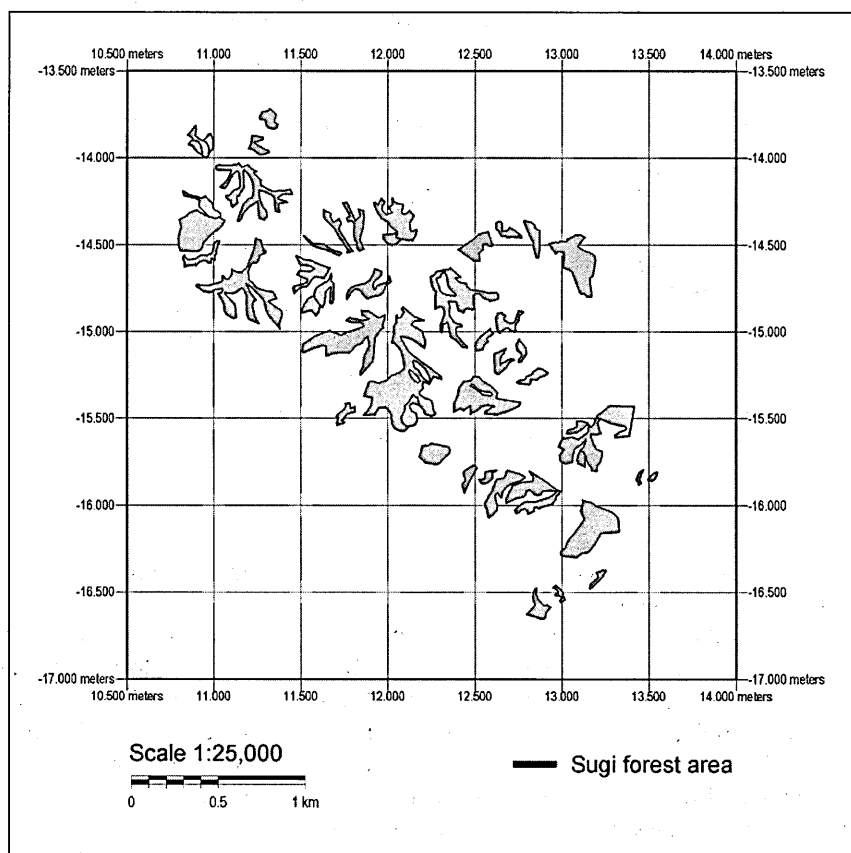 10.500 meters 11.000 11.500 12.000 12.500 13.000 13.500 14.000 meters
-13.500 meters -13.500 meters
-14.000 -14.000
-14.500 -14.500
-15.000 -15.000
-15.500 -15.500
-16.000 -16.000
-16.500 -16.500
-17.000 meters -17.000 meters
10.500 meters 11.000 11.500 12.000 12.500 13.000 13.500 14.000 meters
Scale 1:25,000
Sugi forest area
0 0.5 1 km